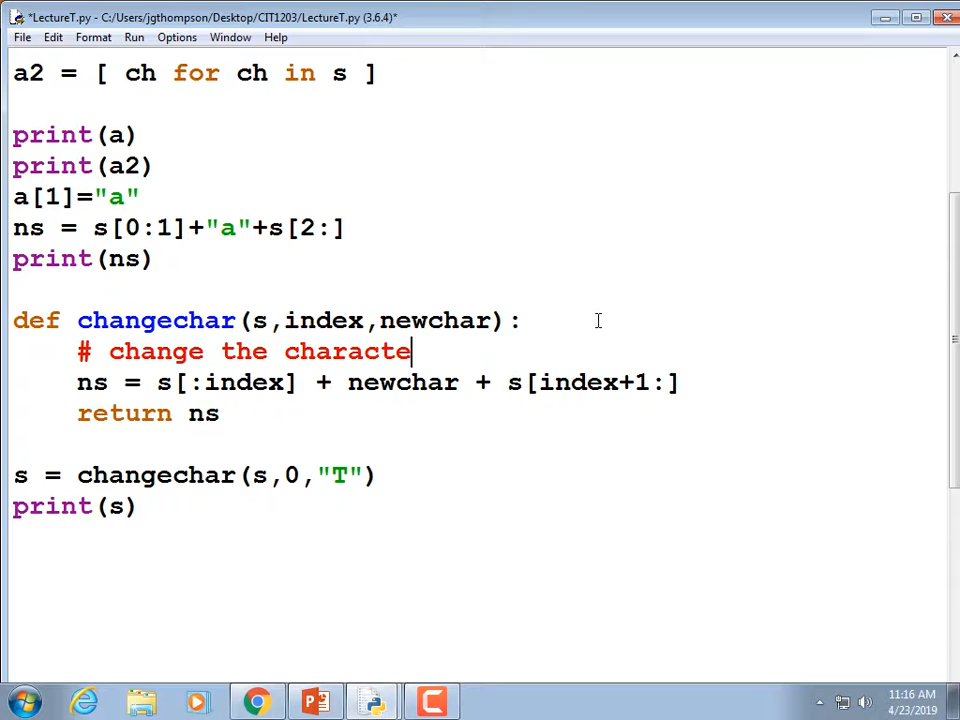 *LectureT.py - C:/Users/jgthompson/Desktop/CIT1203/LectureT.py (3.6.4)*
File Edit Format Run Options Window Help
a2 = [ ch for ch in s ]
print(a)
print(a2)
a[1]="a"
ns = s[0:1]+"a"+s[2:]
print(ns)
def changechar(s,index,newchar):
# change the characte
ns = s[:index] + newchar + s[index+1:]
return ns
s = changechar(s,0,"T")
print(s)
11:16 AM
4/23/2019